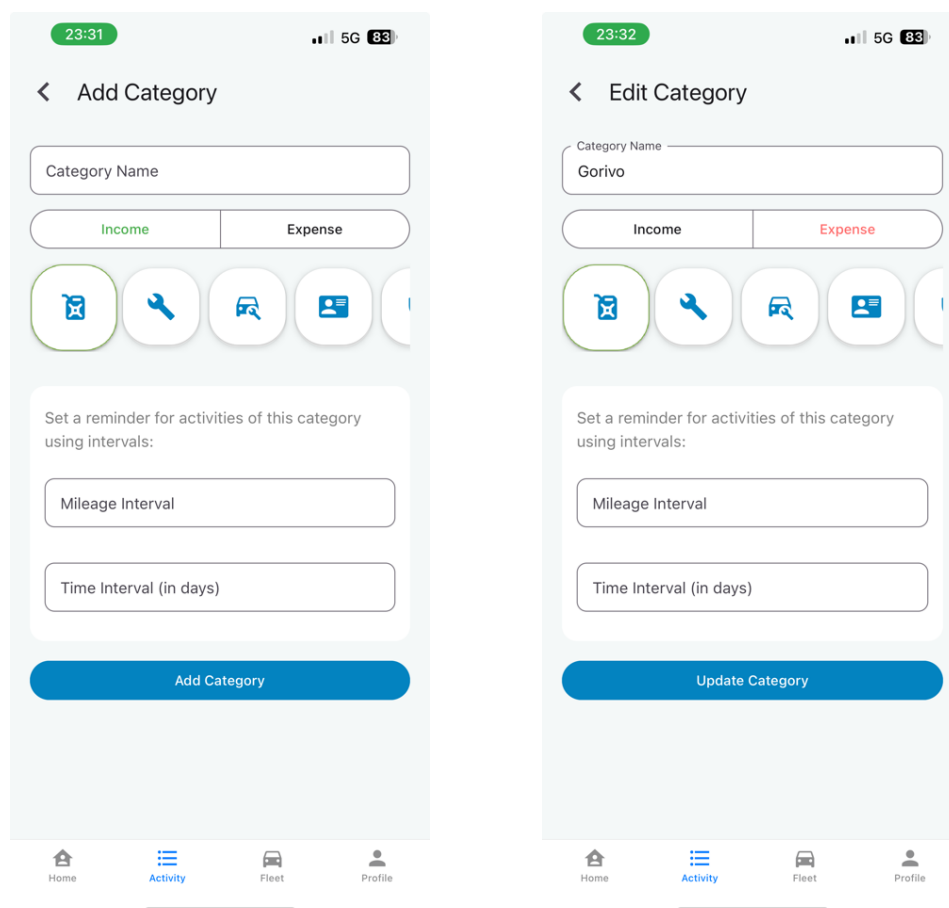 23:31
5G 83
Add Category
Category Name
Income Expense
Set a reminder for activities of this category
using intervals:
Mileage Interval
Time Interval (in days)
Add Category
Home Activity Fleet Profile
23:32
5G 83
Edit Category
Category Name
Gorivo
Income Expense
Set a reminder for activities of this category
using intervals:
Mileage Interval
Time Interval (in days)
Update Category
Home Activity Fleet Profile